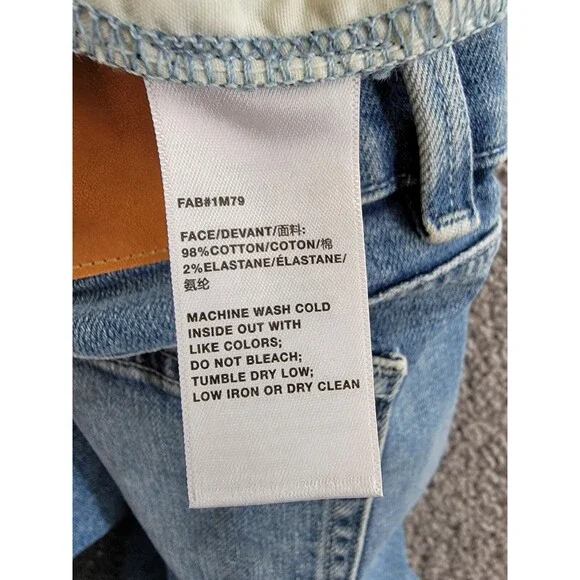 FAB#1M79
FACE/DEVANT/面料:
98%COTTON/COTON/棉
2%ELASTANE/ÉLASTANE/
氨纶
MACHINE WASH COLD
INSIDE OUT WITH
LIKE COLORS;
DO NOT BLEACH;
TUMBLE DRY LOW;
LOW IRON OR DRY CLEAN